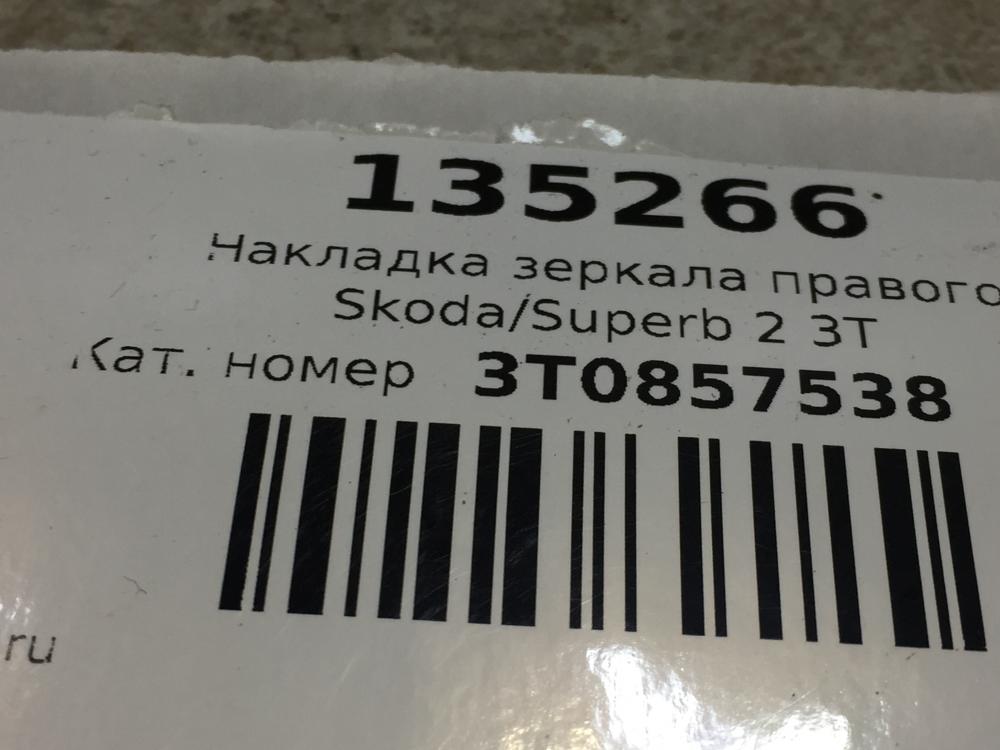 135266
Накладка зеркала правого
Skoda/Superb 2 3T
Кат. номер 3T0857538
ru